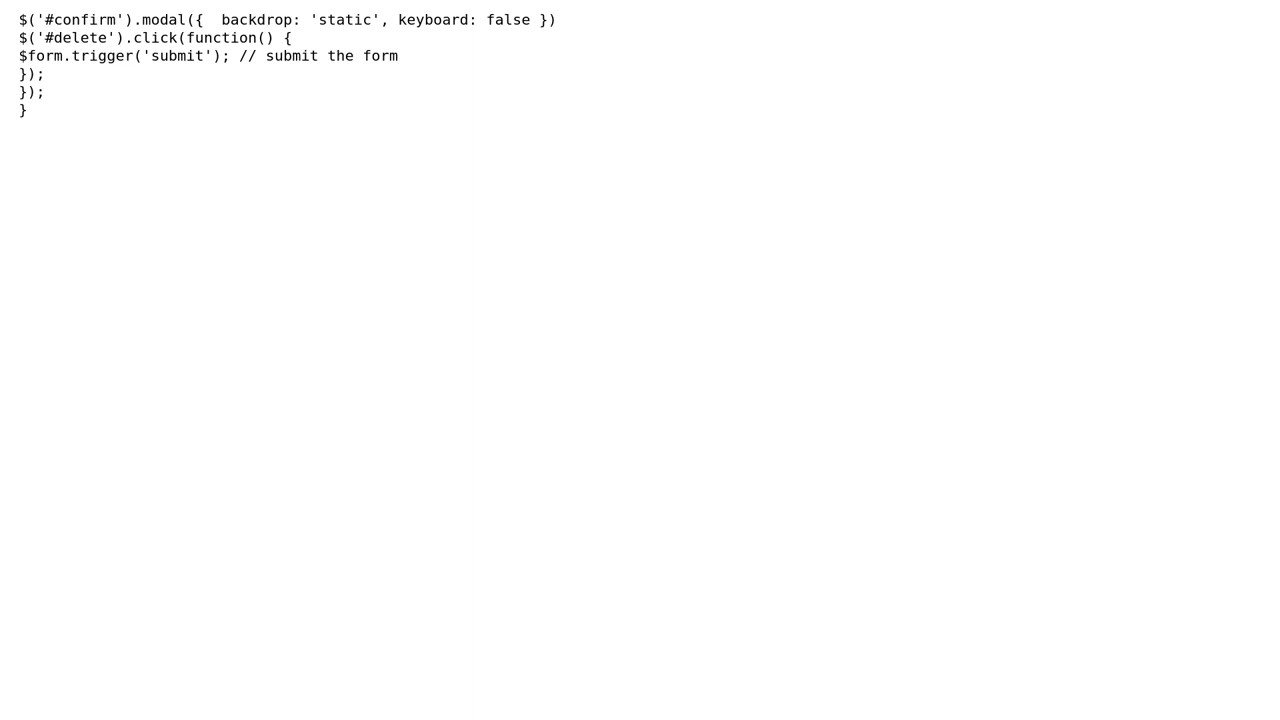 $('#confirm').modal({  backdrop: 'static', keyboard: false })
$('#delete').click(function() {
$form.trigger('submit'); // submit the form
});
});
}